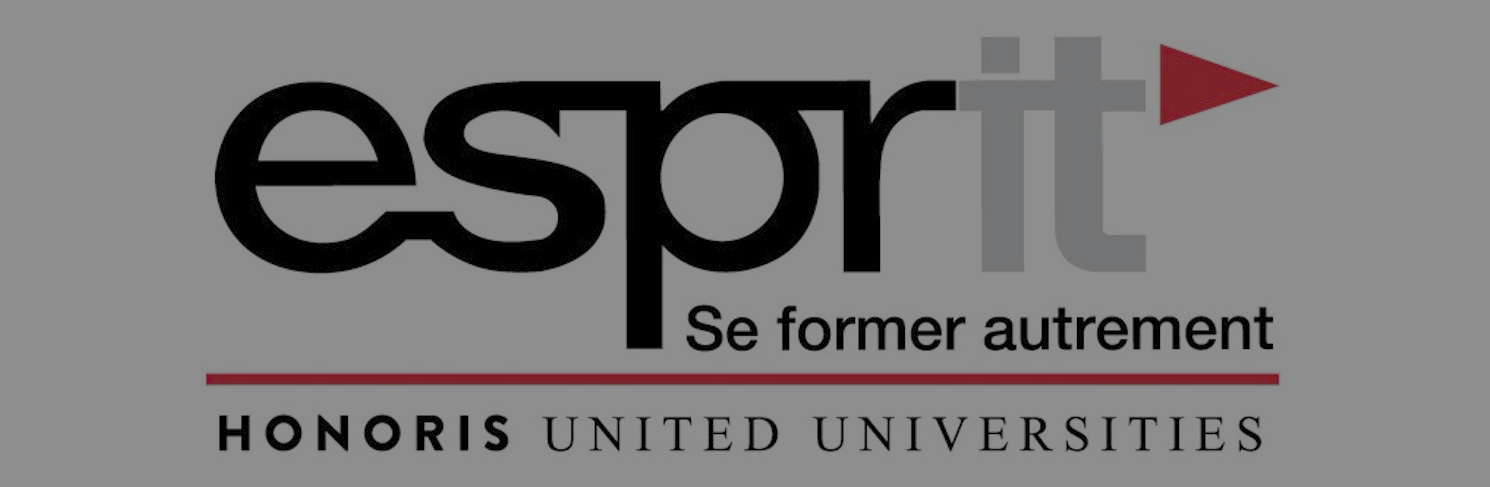 esprit
Se former autrement
HONORIS UNITED UNIVERSITIES